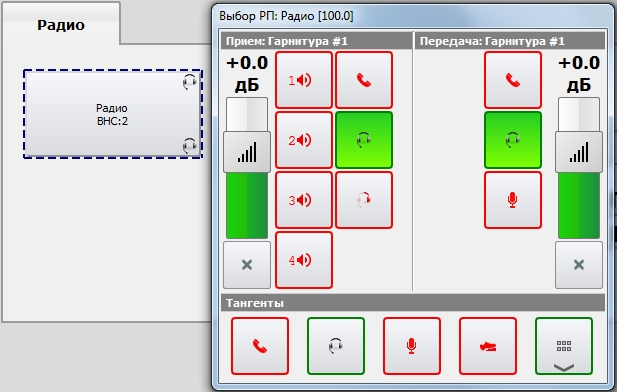 Радио
Радио
ВНС:2
Выбор РП: Радио [100.0]
Прием: Гарнитура #1
Передача: Гарнитура #1
+0.0
дБ
1
2
3
4
+0.0
дБ
Тангенты